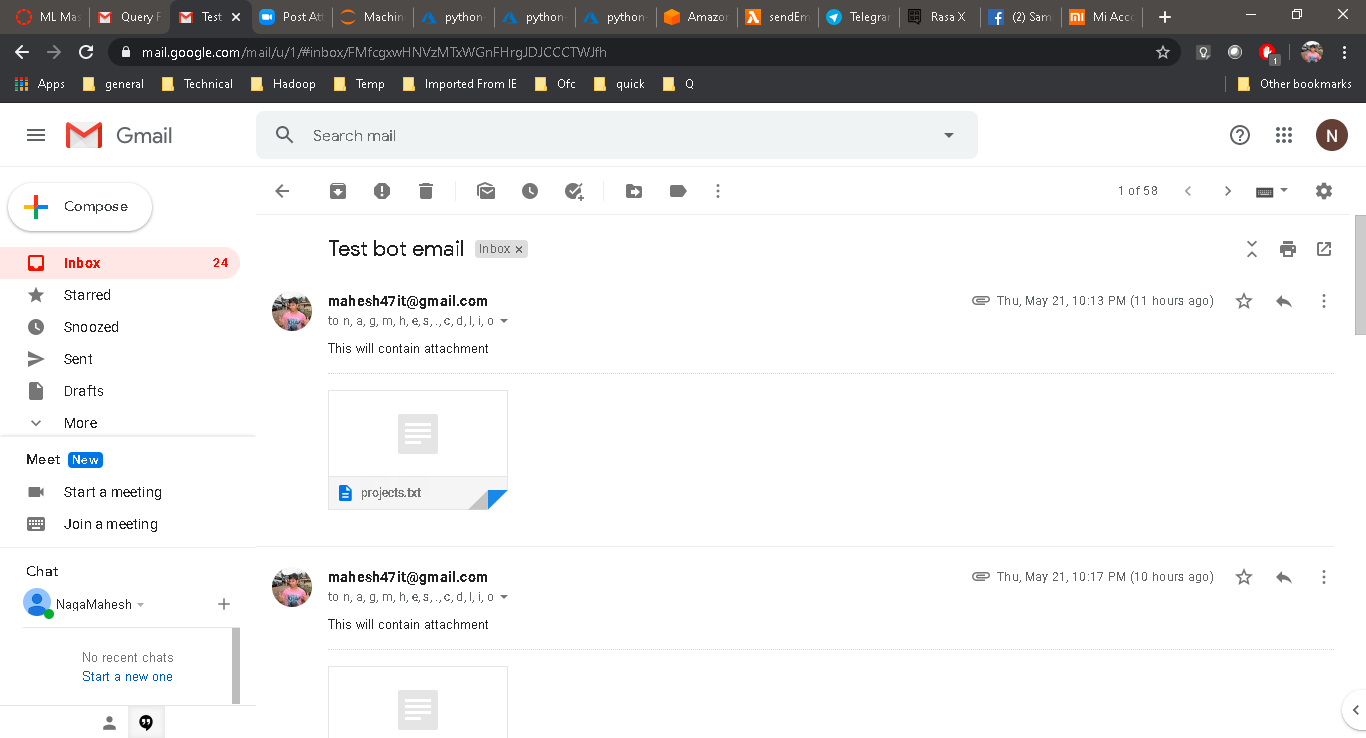 ML Mas
Query F
Test
Post Att
Machin
python-
python-
python-
Amazon
sendEm
Telegran
Rasa X
(2) Sam
Mi Acco
mail.google.com/mail/u/1/#inbox/FMfcgxwHNVzMTxWGnFHrgJDJCCCTWJfh
1
Apps
general
Technical
Hadoop
Temp
Imported From IE
Ofc
quick
Q
Other bookmarks
Gmail
Search mail
N
Compose
1 of 58
Inbox 24
Starred
Snoozed
Sent
Drafts
More
Meet New
Start a meeting
Join a meeting
Chat
NagaMahesh
No recent chats
Start a new one
Test bot email Inbox
mahesh47it@gmail.com Thu, May 21, 10:13 PM (11 hours ago)
to n, a, g, m, h, e, s, ., c, d, l, i, o
This will contain attachment
projects.txt
mahesh47it@gmail.com Thu, May 21, 10:17 PM (10 hours ago)
to n, a, g, m, h, e, s, ., c, d, l, i, o
This will contain attachment